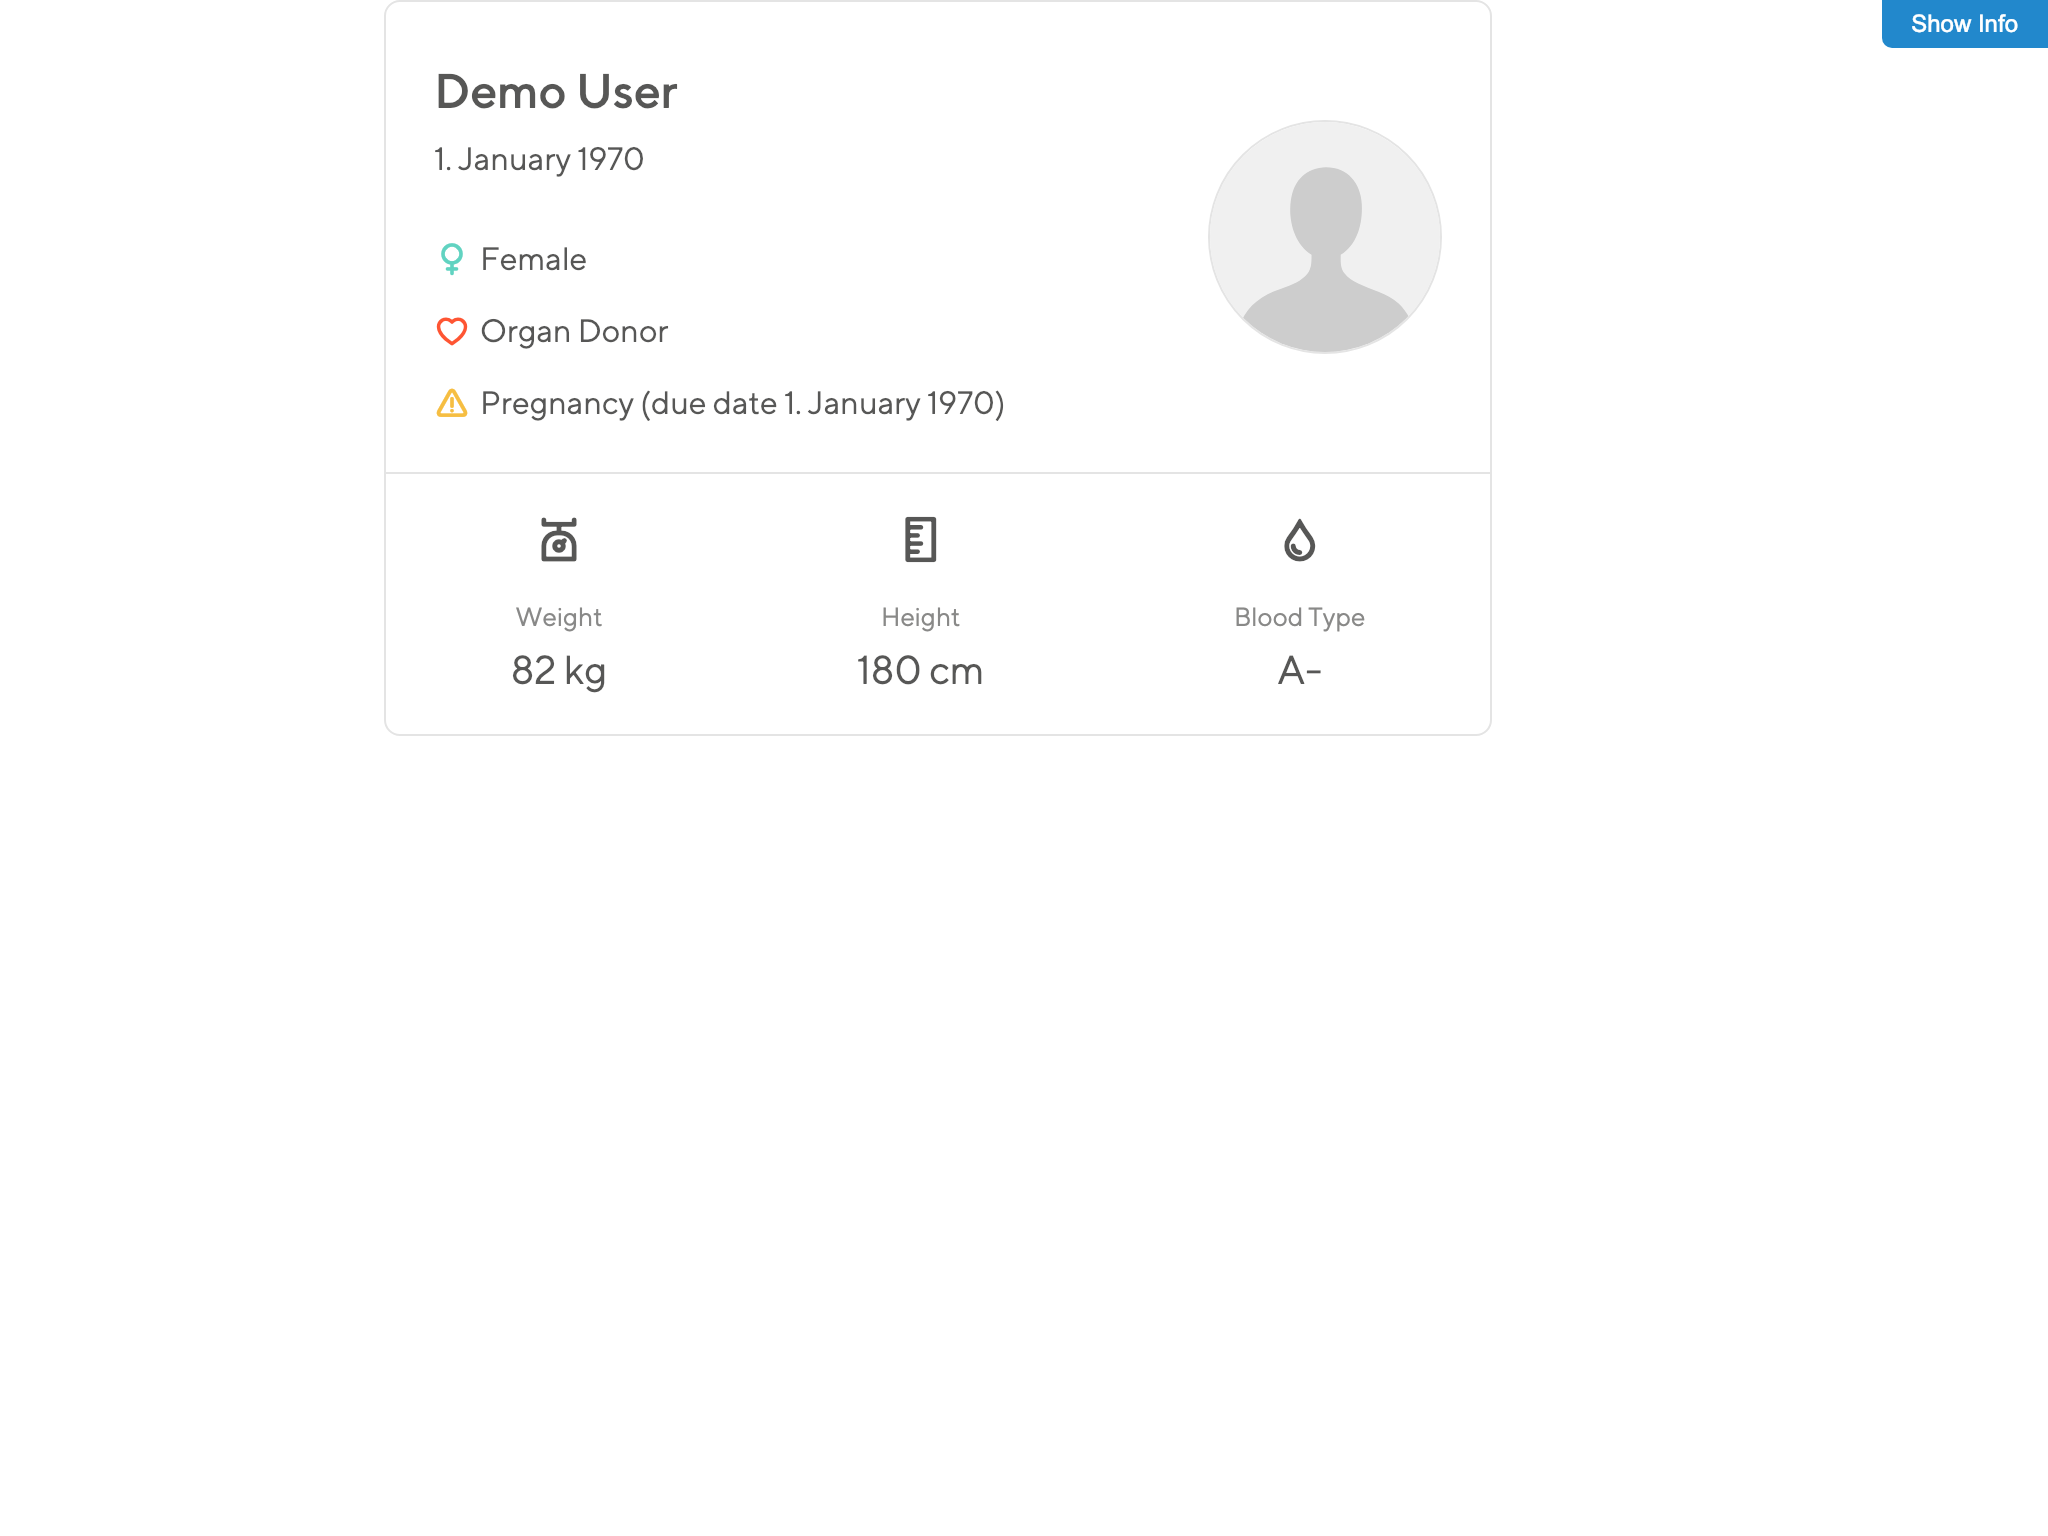 Show Info
Demo User
1. January 1970
Female
Organ Donor
Pregnancy (due date 1. January 1970)
Weight
82 kg
Height
180 cm
Blood Type
A-